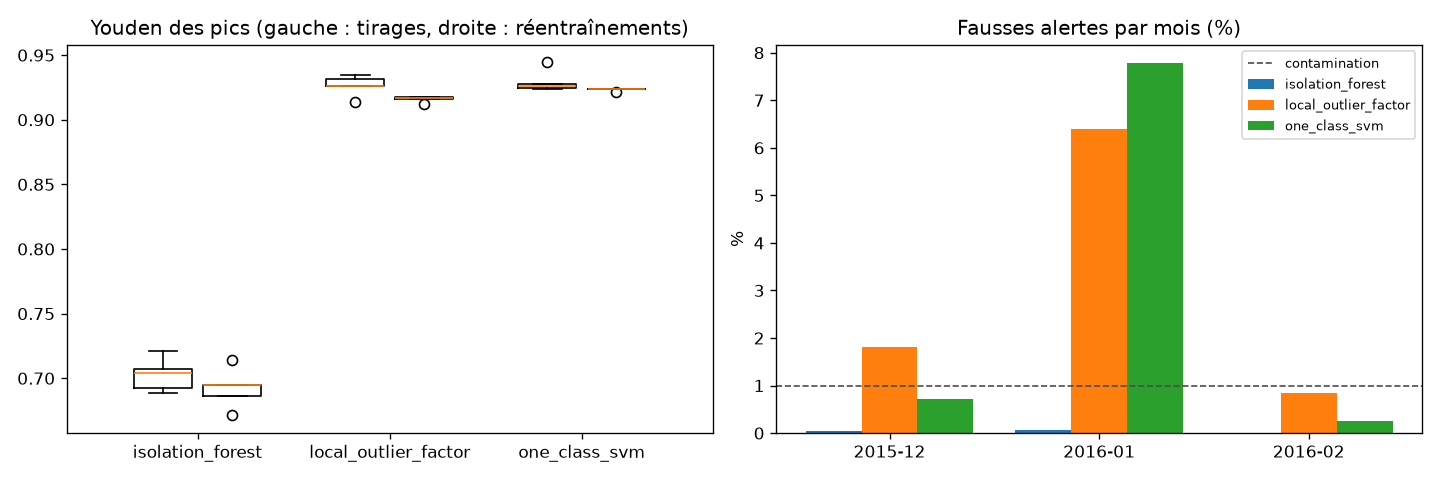 Youden des pics (gauche : tirages, droite : réentraînements)
0.95
0.90
0.85
0.80
0.75
0.70
isolation_forest
local_outlier_factor
one_class_svm
Fausses alertes par mois (%)
%
8
7
6
5
4
3
2
1
0
2015-12
2016-01
2016-02
contamination
isolation_forest
local_outlier_factor
one_class_svm